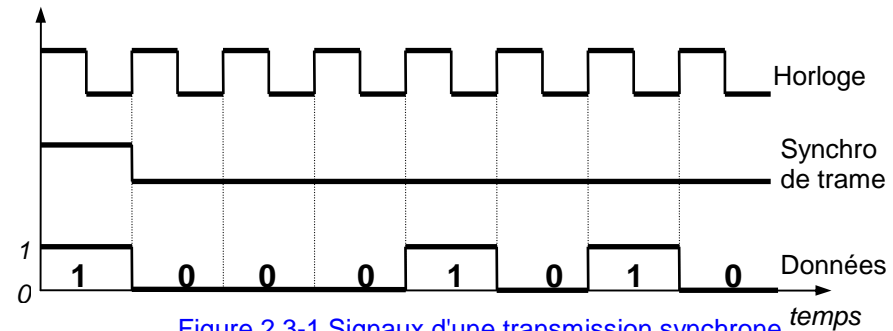 Horloge
Synchro
de trame
1
0
1 0 0 0 1 0 1 0
Données
temps
Figure 2.3-1 Signaux d'une transmission synchrone